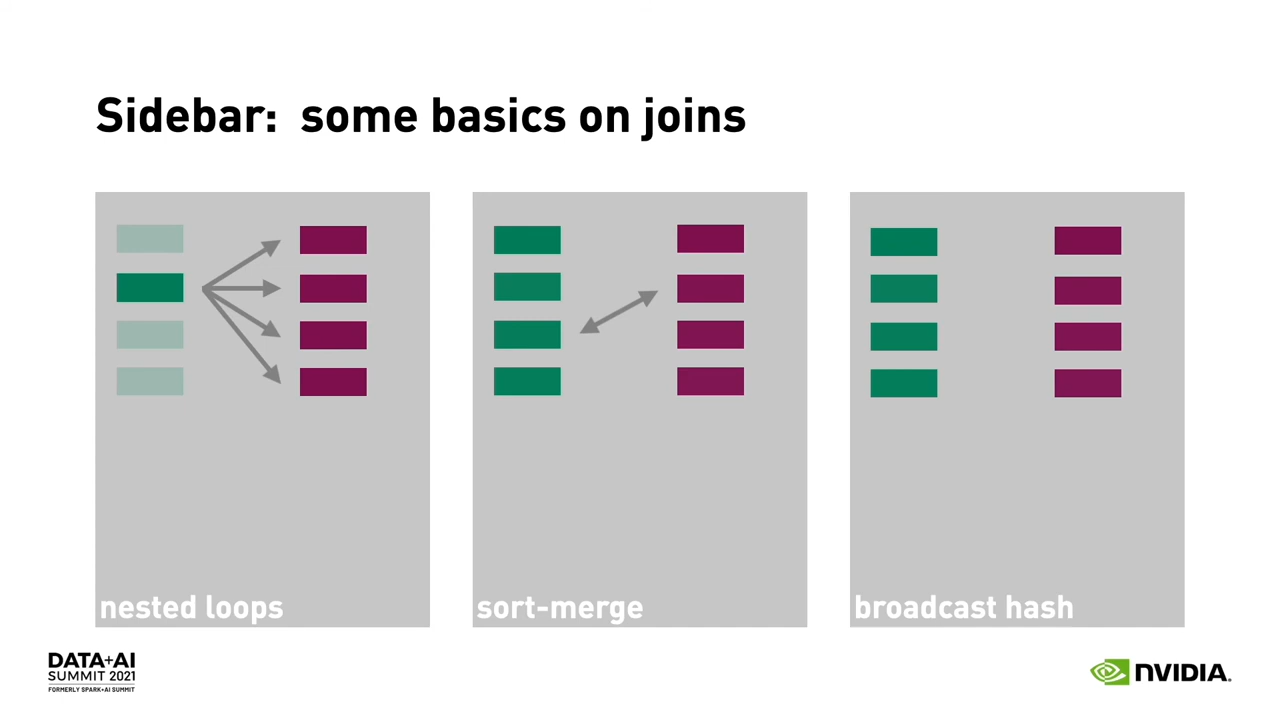 Sidebar: some basics on joins
nested loops
sort-merge
broadcast hash
DATA+AI
SUMMIT 2021
FORMERLY SPARK+AI SUMMIT
NVIDIA.